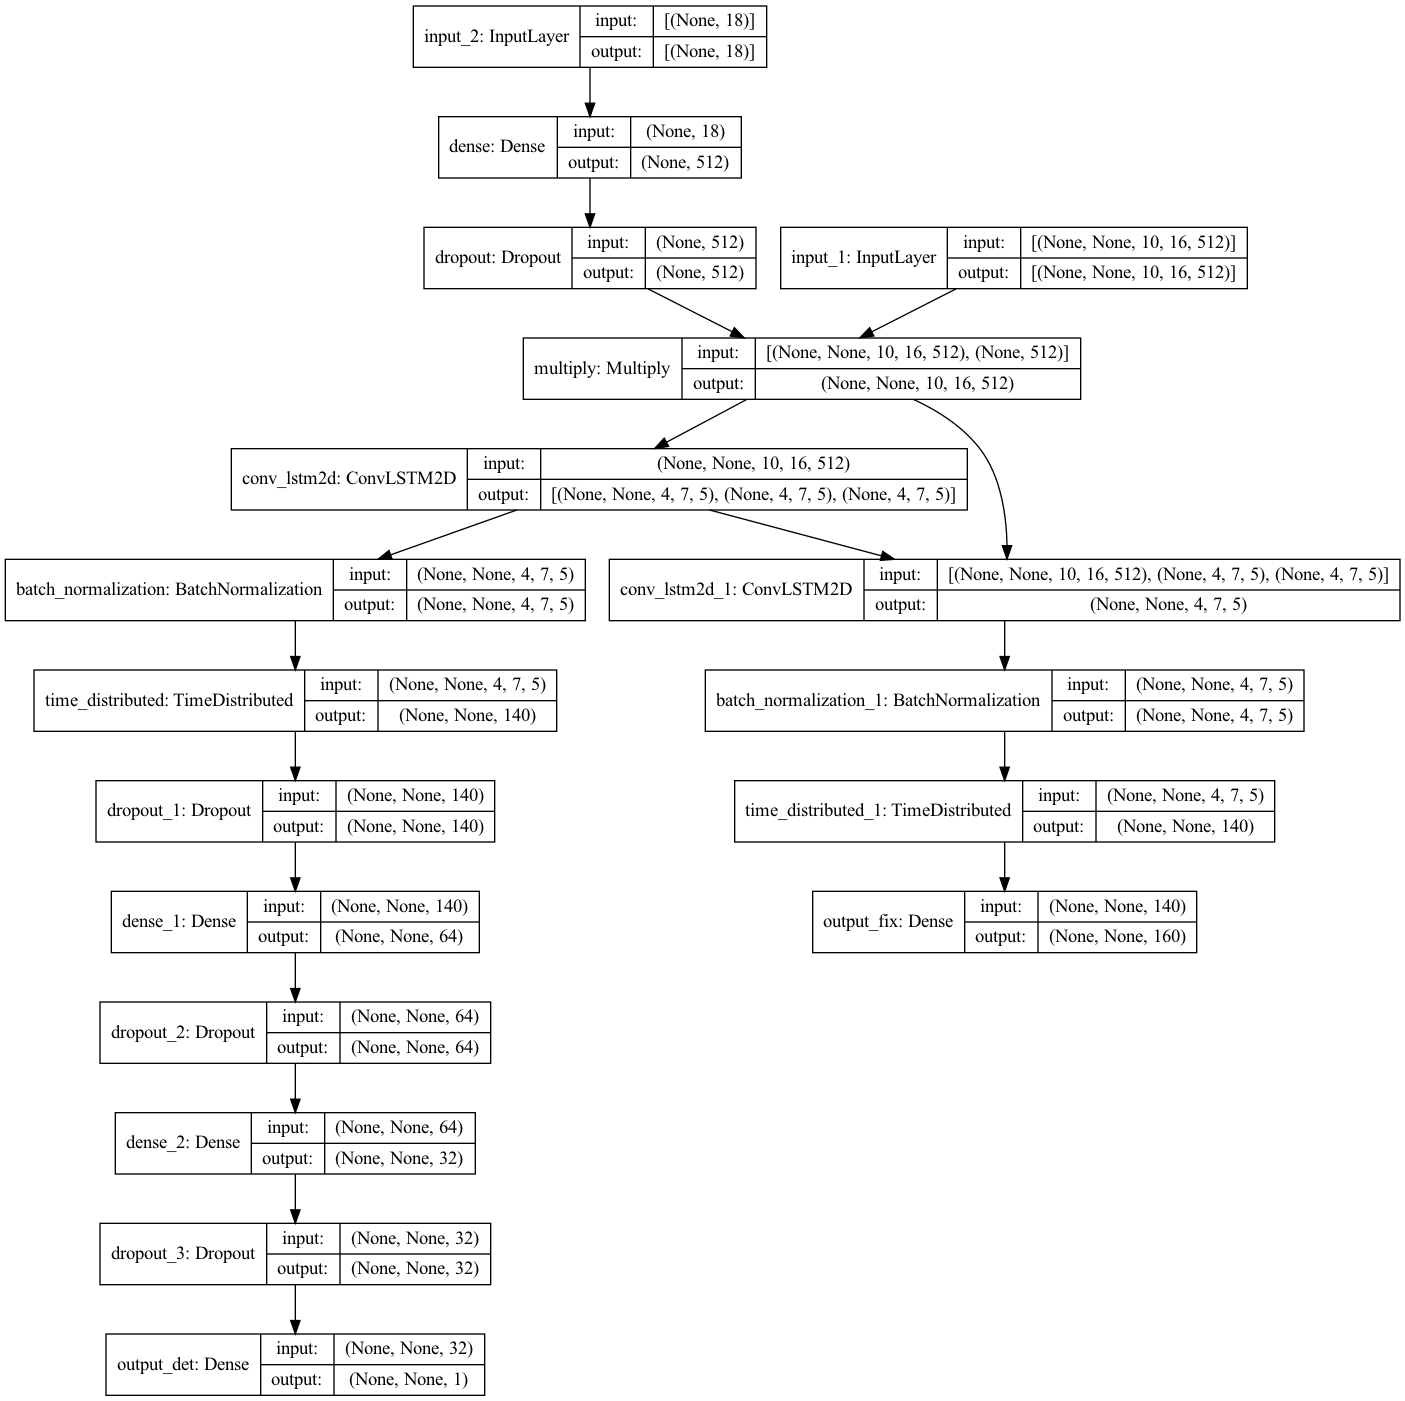 input_2: InputLayer
input: [(None, 18)]
output: [(None, 18)]
dense: Dense
input: (None, 18)
output: (None, 512)
dropout: Dropout
input: (None, 512)
output: (None, 512)
input_1: InputLayer
input: [(None, None, 10, 16, 512)]
output: [(None, None, 10, 16, 512)]
multiply: Multiply
input: [(None, None, 10, 16, 512), (None, 512)]
output: (None, None, 10, 16, 512)
conv_lstm2d: ConvLSTM2D
input: (None, None, 10, 16, 512)
output: [(None, None, 4, 7, 5), (None, 4, 7, 5), (None, 4, 7, 5)]
batch_normalization: BatchNormalization
input: (None, None, 4, 7, 5)
output: (None, None, 4, 7, 5)
conv_lstm2d_1: ConvLSTM2D
input: [(None, None, 10, 16, 512), (None, 4, 7, 5), (None, 4, 7, 5)]
output: (None, None, 4, 7, 5)
time_distributed: TimeDistributed
input: (None, None, 4, 7, 5)
output: (None, None, 140)
batch_normalization_1: BatchNormalization
input: (None, None, 4, 7, 5)
output: (None, None, 4, 7, 5)
dropout_1: Dropout
input: (None, None, 140)
output: (None, None, 140)
time_distributed_1: TimeDistributed
input: (None, None, 4, 7, 5)
output: (None, None, 140)
dense_1: Dense
input: (None, None, 140)
output: (None, None, 64)
output_fix: Dense
input: (None, None, 140)
output: (None, None, 160)
dropout_2: Dropout
input: (None, None, 64)
output: (None, None, 64)
dense_2: Dense
input: (None, None, 64)
output: (None, None, 32)
dropout_3: Dropout
input: (None, None, 32)
output: (None, None, 32)
output_det: Dense
input: (None, None, 32)
output: (None, None, 1)